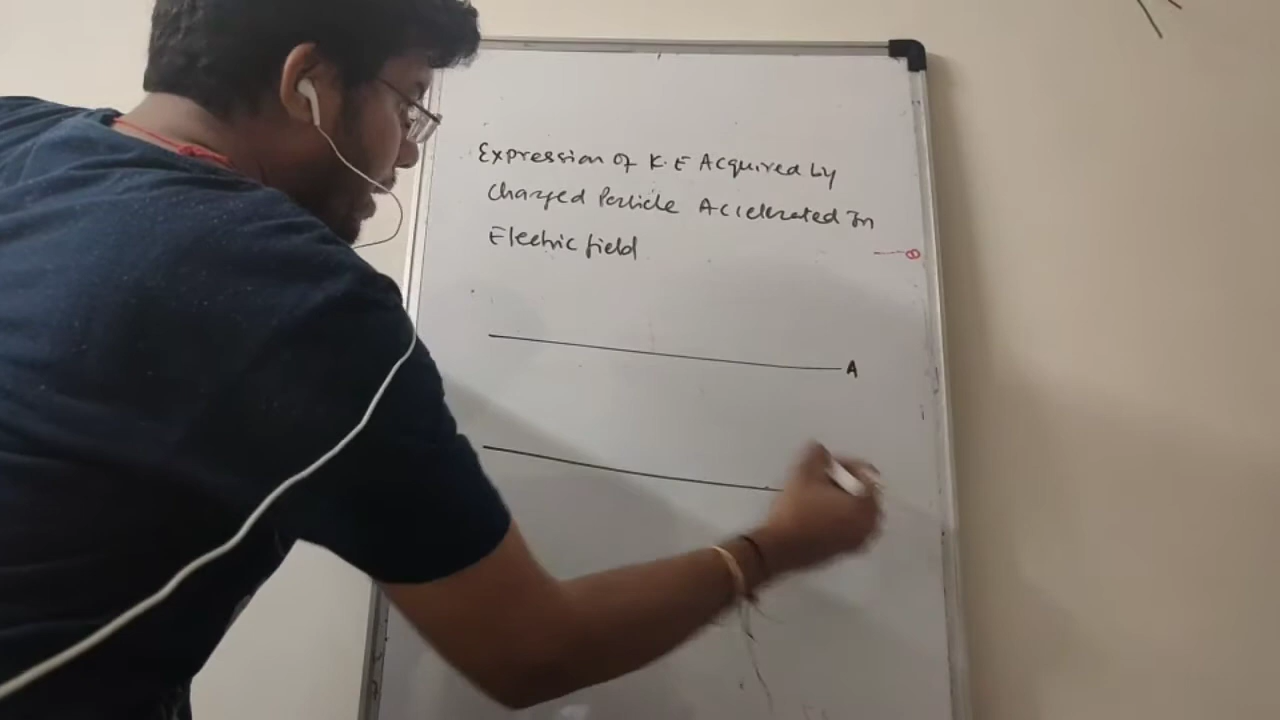 Expression of K.E Acquired by
Charged Particle Accelerated In
Electric field
A